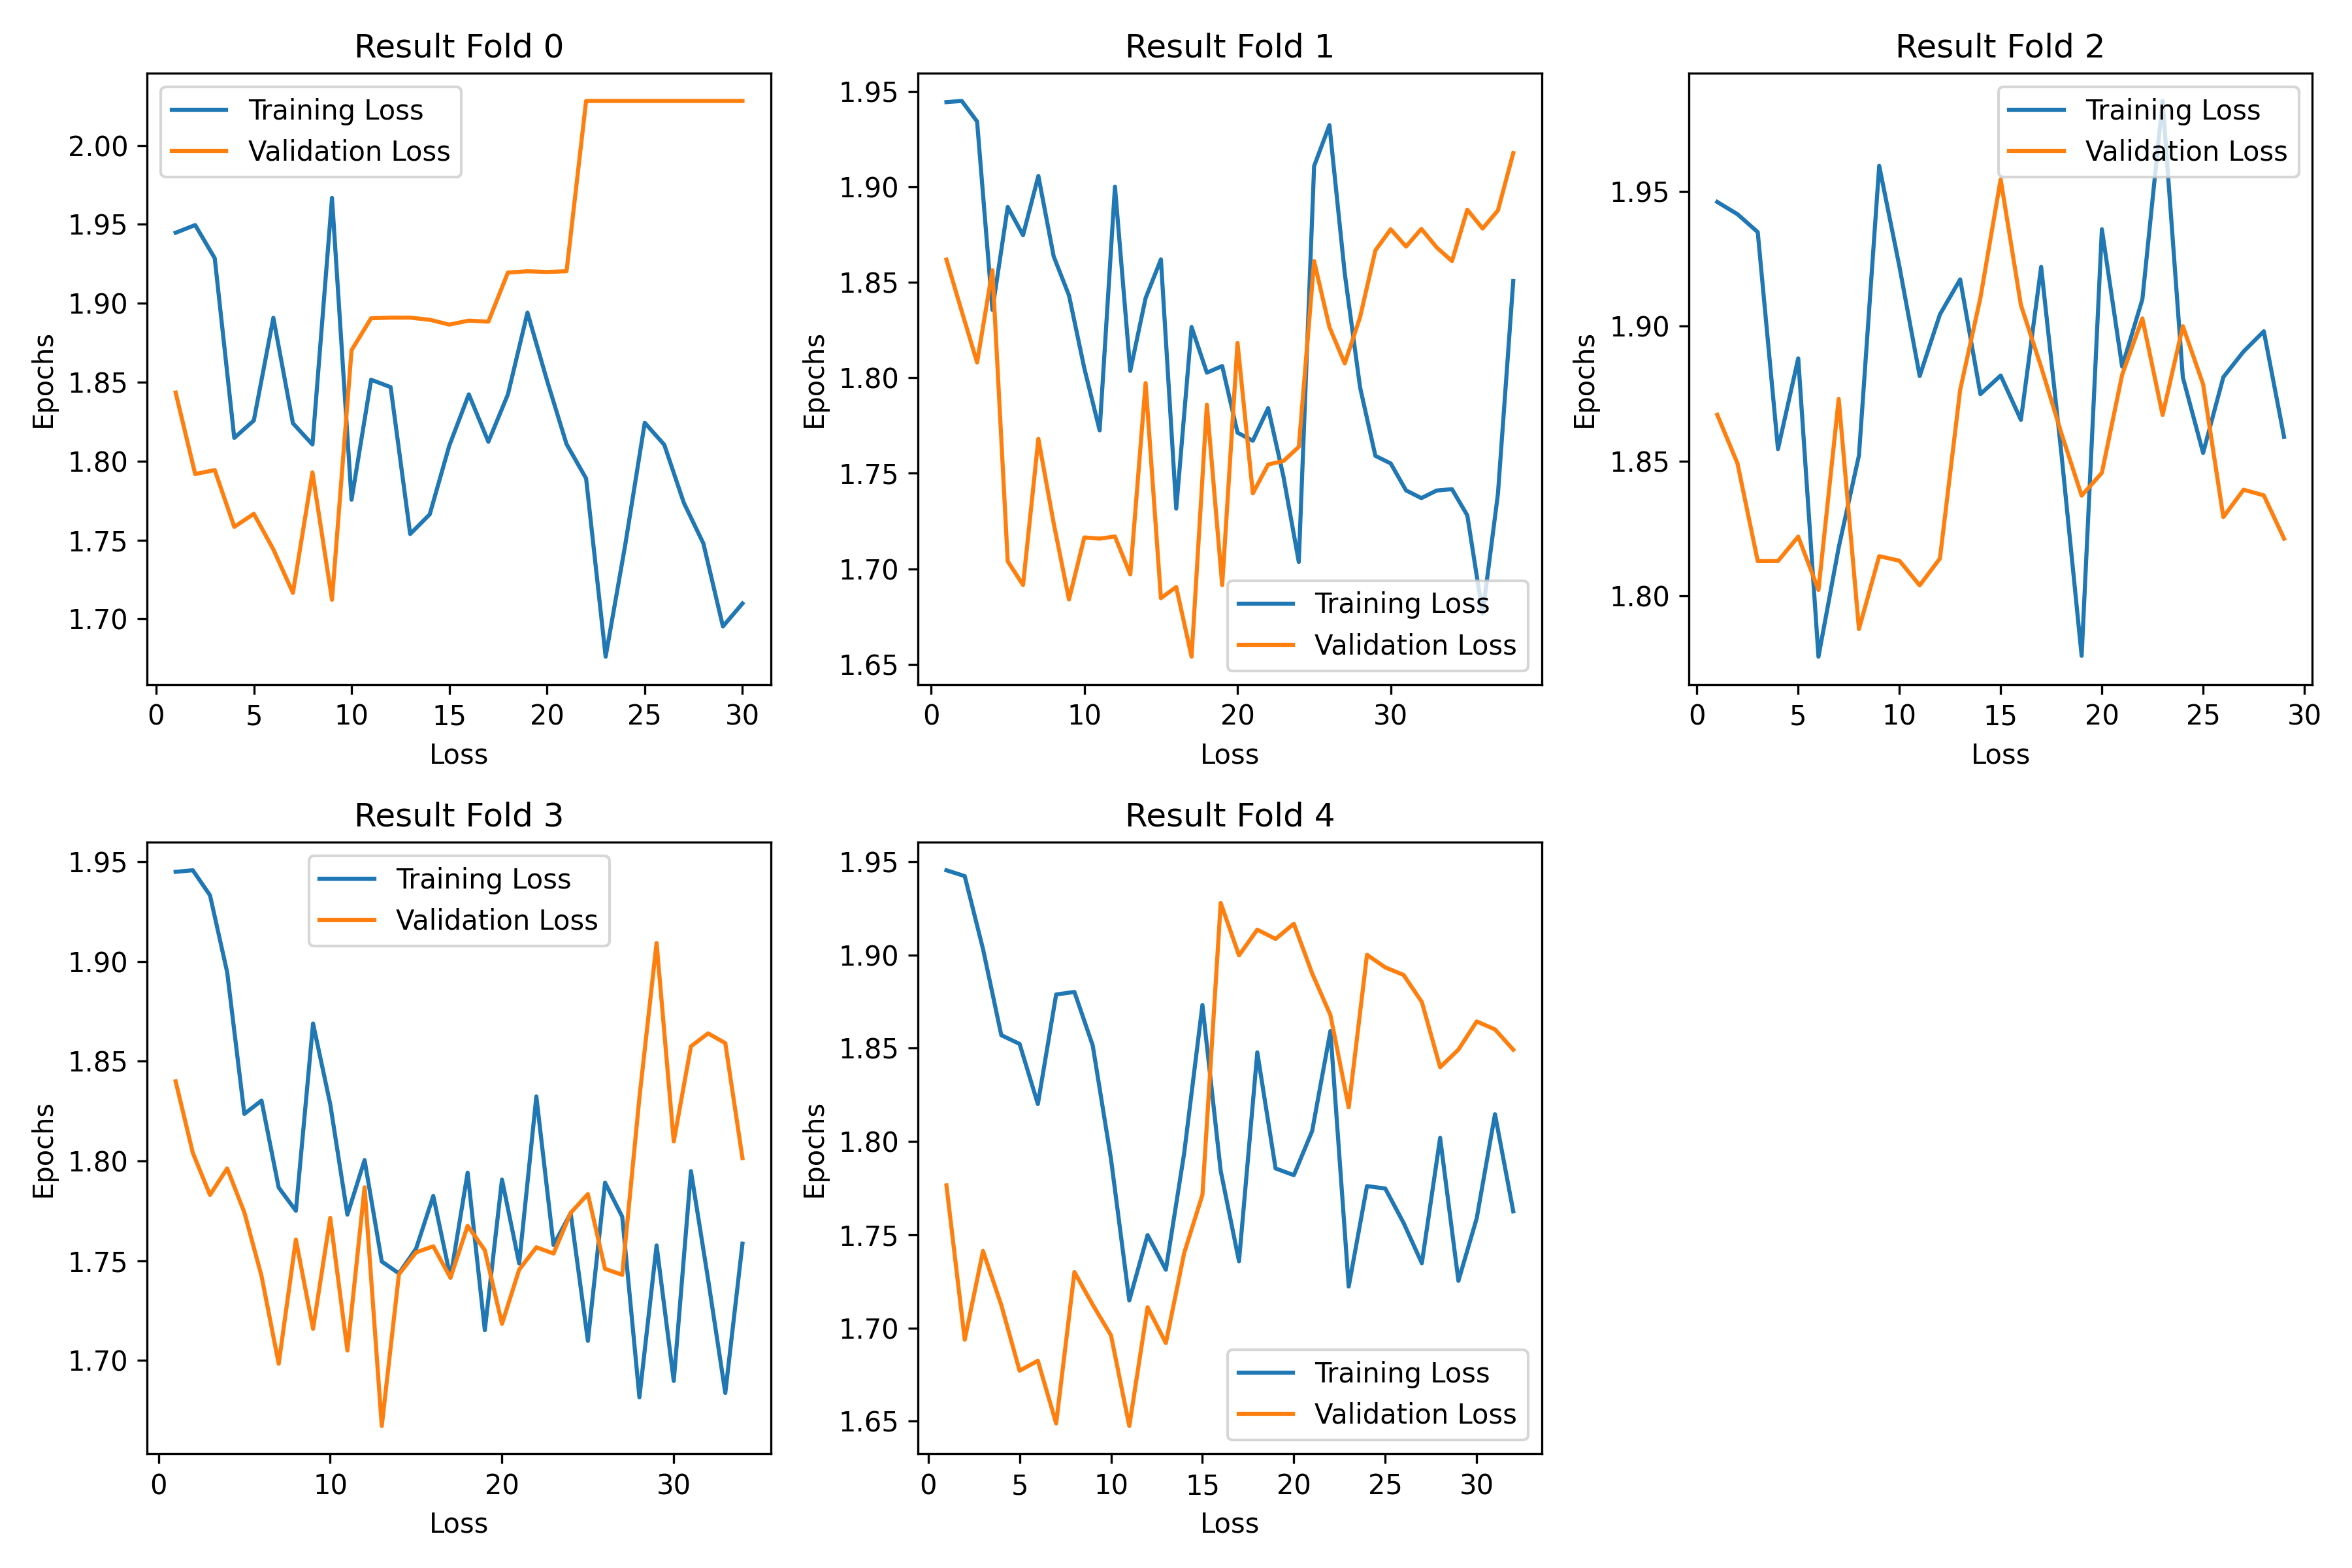 Result Fold 0
Training Loss
Validation Loss
2.00
1.95
1.90
1.85
1.80
1.75
1.70
Epochs
0 5 10 15 20 25 30
Loss
Result Fold 1
1.95
1.90
1.85
1.80
1.75
1.70
1.65
Epochs
Training Loss
Validation Loss
0 10 20 30
Loss
Result Fold 2
Training Loss
Validation Loss
1.95
1.90
1.85
1.80
Epochs
0 5 10 15 20 25 30
Loss
Result Fold 3
Training Loss
Validation Loss
1.95
1.90
1.85
1.80
1.75
1.70
Epochs
0 10 20 30
Loss
Result Fold 4
1.95
1.90
1.85
1.80
1.75
1.70
1.65
Epochs
Training Loss
Validation Loss
0 5 10 15 20 25 30
Loss